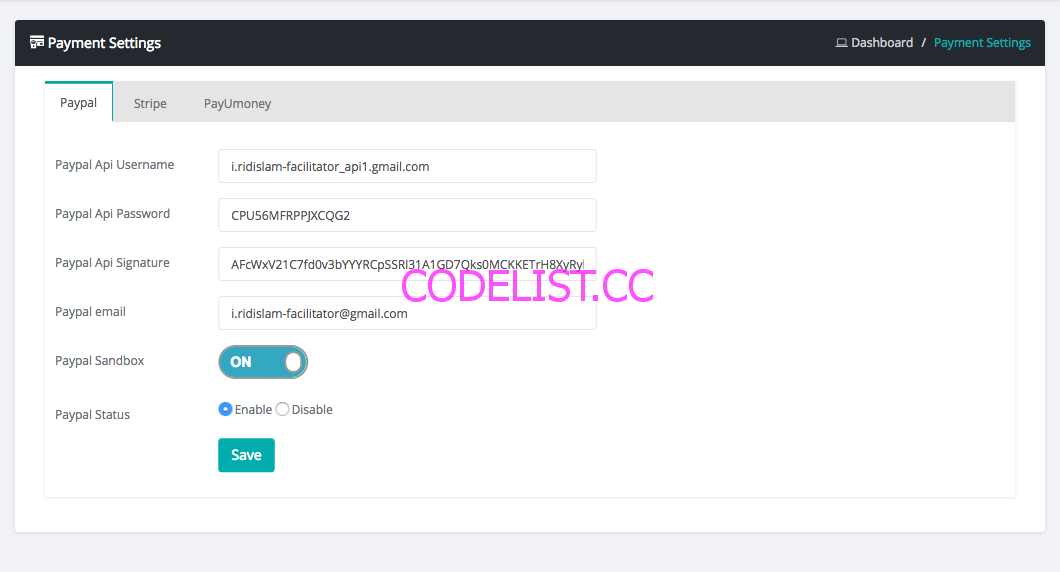 Payment Settings
Dashboard / Payment Settings
Paypal Stripe PayUmoney
Paypal Api Username i.ridislam-facilitator_api1.gmail.com
Paypal Api Password CPU56MFRPPJXCQG2
Paypal Api Signature
CODELIST.CC
Paypal email i.ridislam-facilitator@gmail.com
Paypal Sandbox ON
Paypal Status Enable Disable
Save